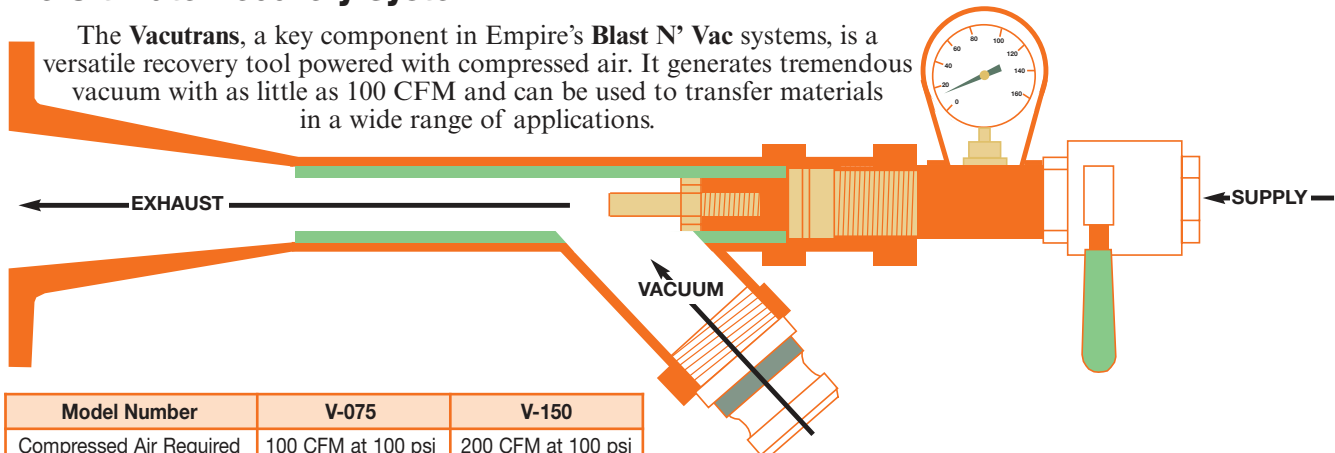 The Vacutrans, a key component in Empire's Blast N' Vac systems, is a
versatile recovery tool powered with compressed air. It generates tremendous
vacuum with as little as 100 CFM and can be used to transfer materials
in a wide range of applications.
0
20
40
60
80
100
120
140
160
EXHAUST
SUPPLY
VACUUM
Model Number V-075 V-150
Compressed Air Required 100 CFM at 100 psi 200 CFM at 100 psi